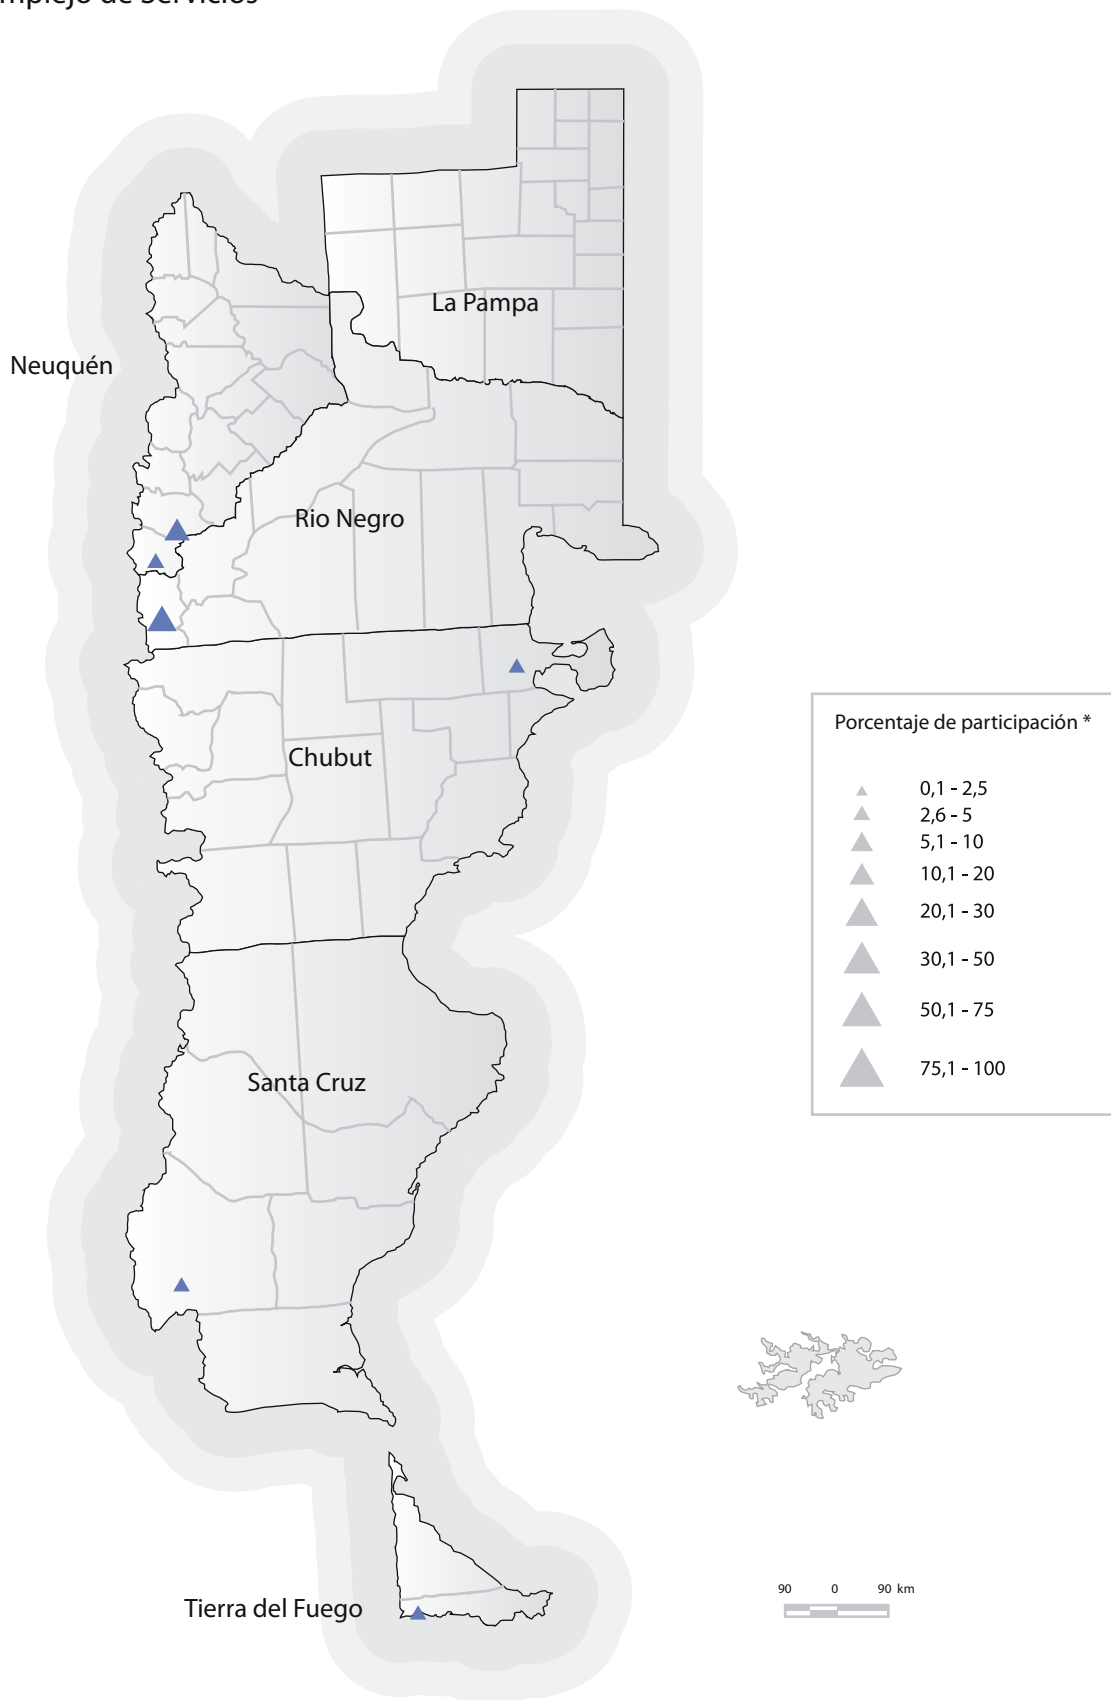 de Servicios
La Pampa
Neuquén
Rio Negro
Chubut
Santa Cruz
Tierra del Fuego
Porcentaje de participación *
0,1 - 2,5
2,6 - 5
5,1 - 10
10,1 - 20
20,1 - 30
30,1 - 50
50,1 - 75
75,1 - 100
90 0 90 km